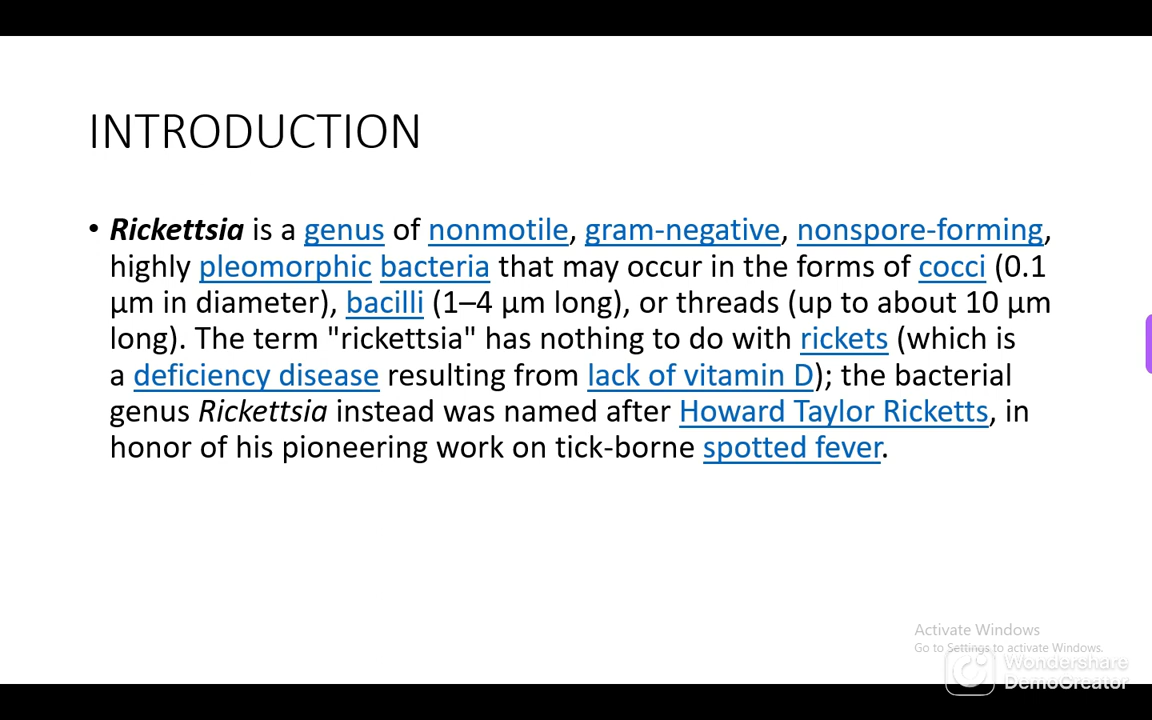 INTRODUCTION
• Rickettsia is a genus of nonmotile, gram-negative, nonspore-forming,
highly pleomorphic bacteria that may occur in the forms of cocci (0.1
μm in diameter), bacilli (1–4 μm long), or threads (up to about 10 μm
long). The term "rickettsia" has nothing to do with rickets (which is
a deficiency disease resulting from lack of vitamin D); the bacterial
genus Rickettsia instead was named after Howard Taylor Ricketts, in
honor of his pioneering work on tick-borne spotted fever.
Activate Windows
Go to Settings to activate Windows.
Wondershare
DemoCreator